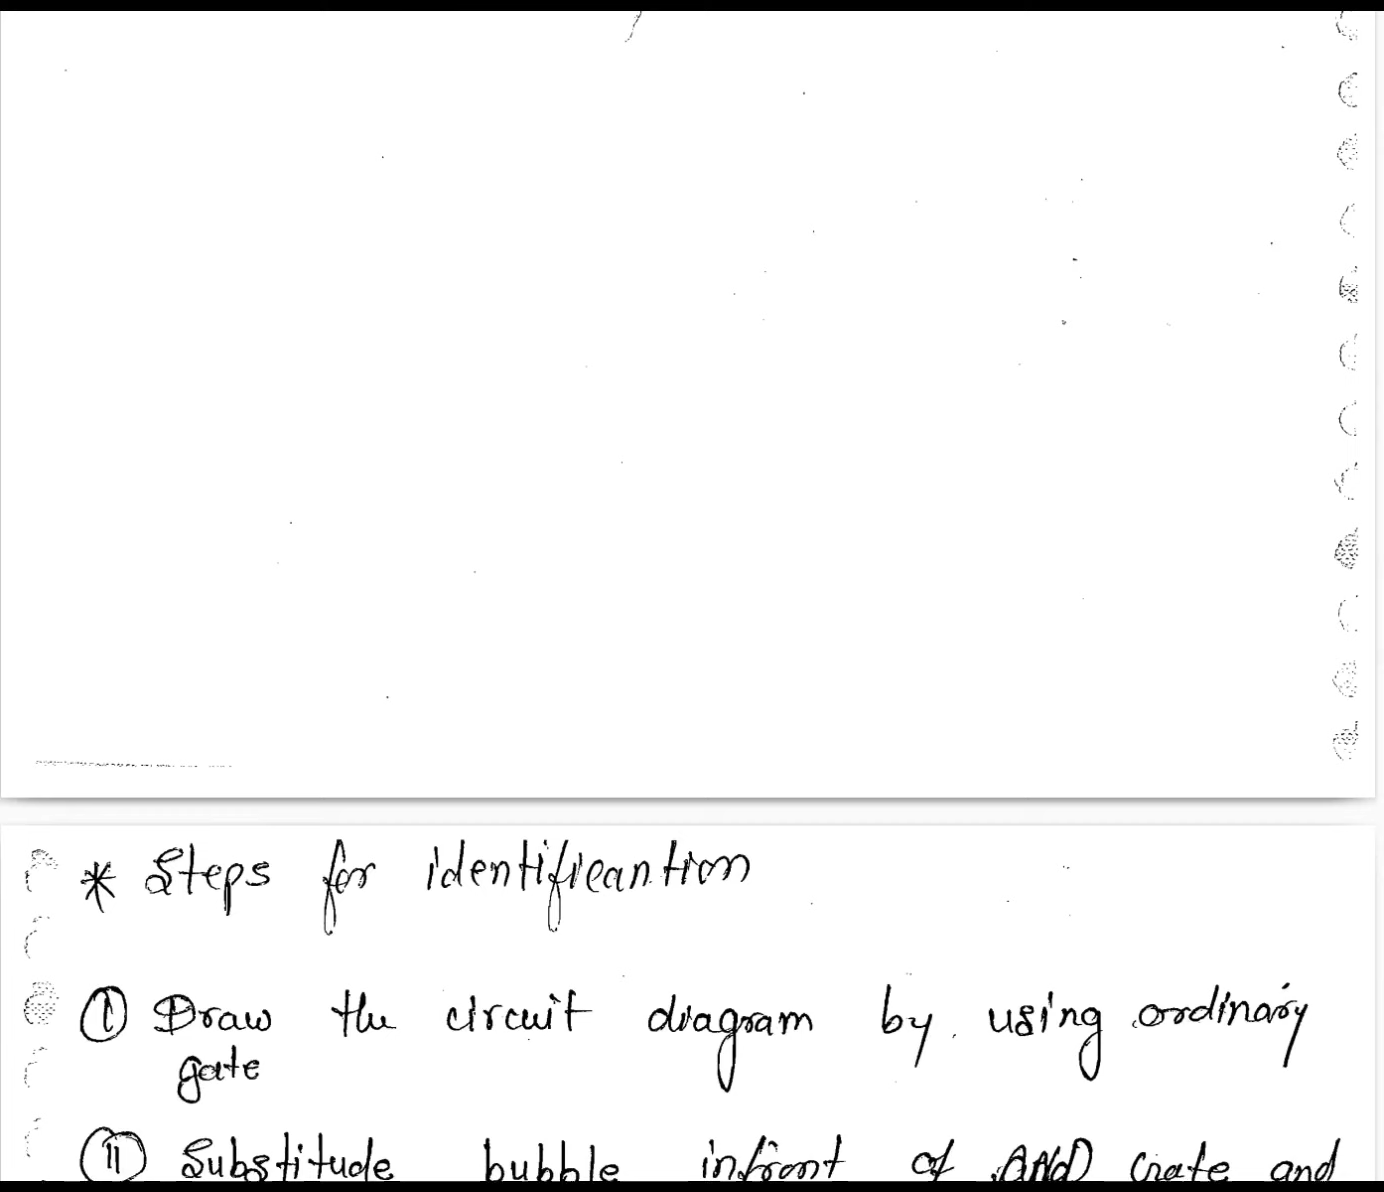 * Steps for identificantion
① Draw the circuit diagram by using ordinary
gate
⑪ Substitude bubble infront of AND Gate and